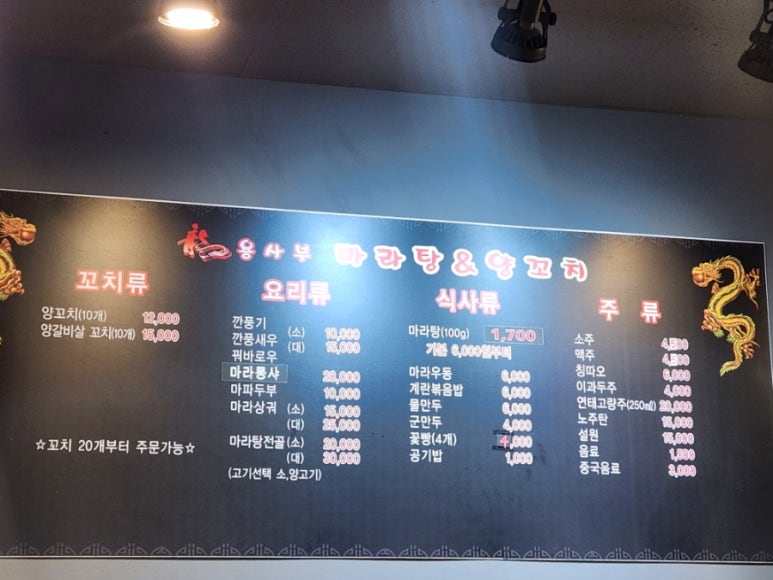 용사부 마라탕&양꼬치
꼬치류
양꼬치(10개) 12,000
양갈비살 꼬치(10개) 15,000
☆꼬치 20개부터 주문가능☆
요리류
깐풍기
깐풍새우 (소) 10,000
꿔바로우 (대) 15,000
마라롱샤 28,000
마파두부 10,000
마라샹궈 (소) 15,000
(대) 25,000
마라탕전골 (소) 20,000
(대) 30,000
(고기선택 소,양고기)
식사류
마라탕(100g) 1,700
기본 6,000원부터
마라우동 6,000
계란볶음밥 6,000
물만두 6,000
군만두 4,000
꽃빵(4개) 4,000
공기밥 1,000
주 류
소주 4,500
맥주 4,500
칭따오 6,000
이과두주 4,000
연태고량주(250㎖) 28,000
노주탄 15,000
설원 15,000
음료 1,500
중국음료 3,000